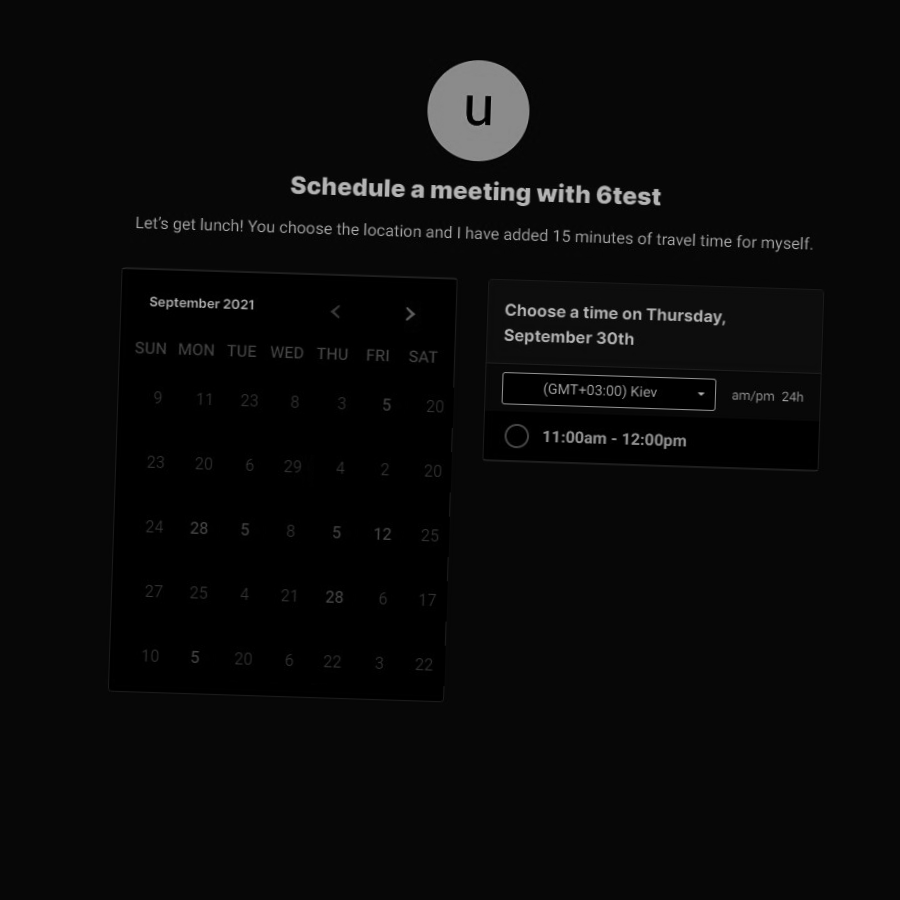 u
Schedule a meeting with 6test
Let's get lunch! You choose the location and I have added 15 minutes of travel time for myself.
September 2021
SUN MON TUE WED THU FRI SAT
9 11 23 8 3 5 20
23 20 6 29 4 2 20
24 28 5 8 5 12 25
27 25 4 21 28 6 17
10 5 20 6 22 3 22
Choose a time on Thursday,
September 30th
(GMT+03:00) Kiev
am/pm 24h
11:00am - 12:00pm